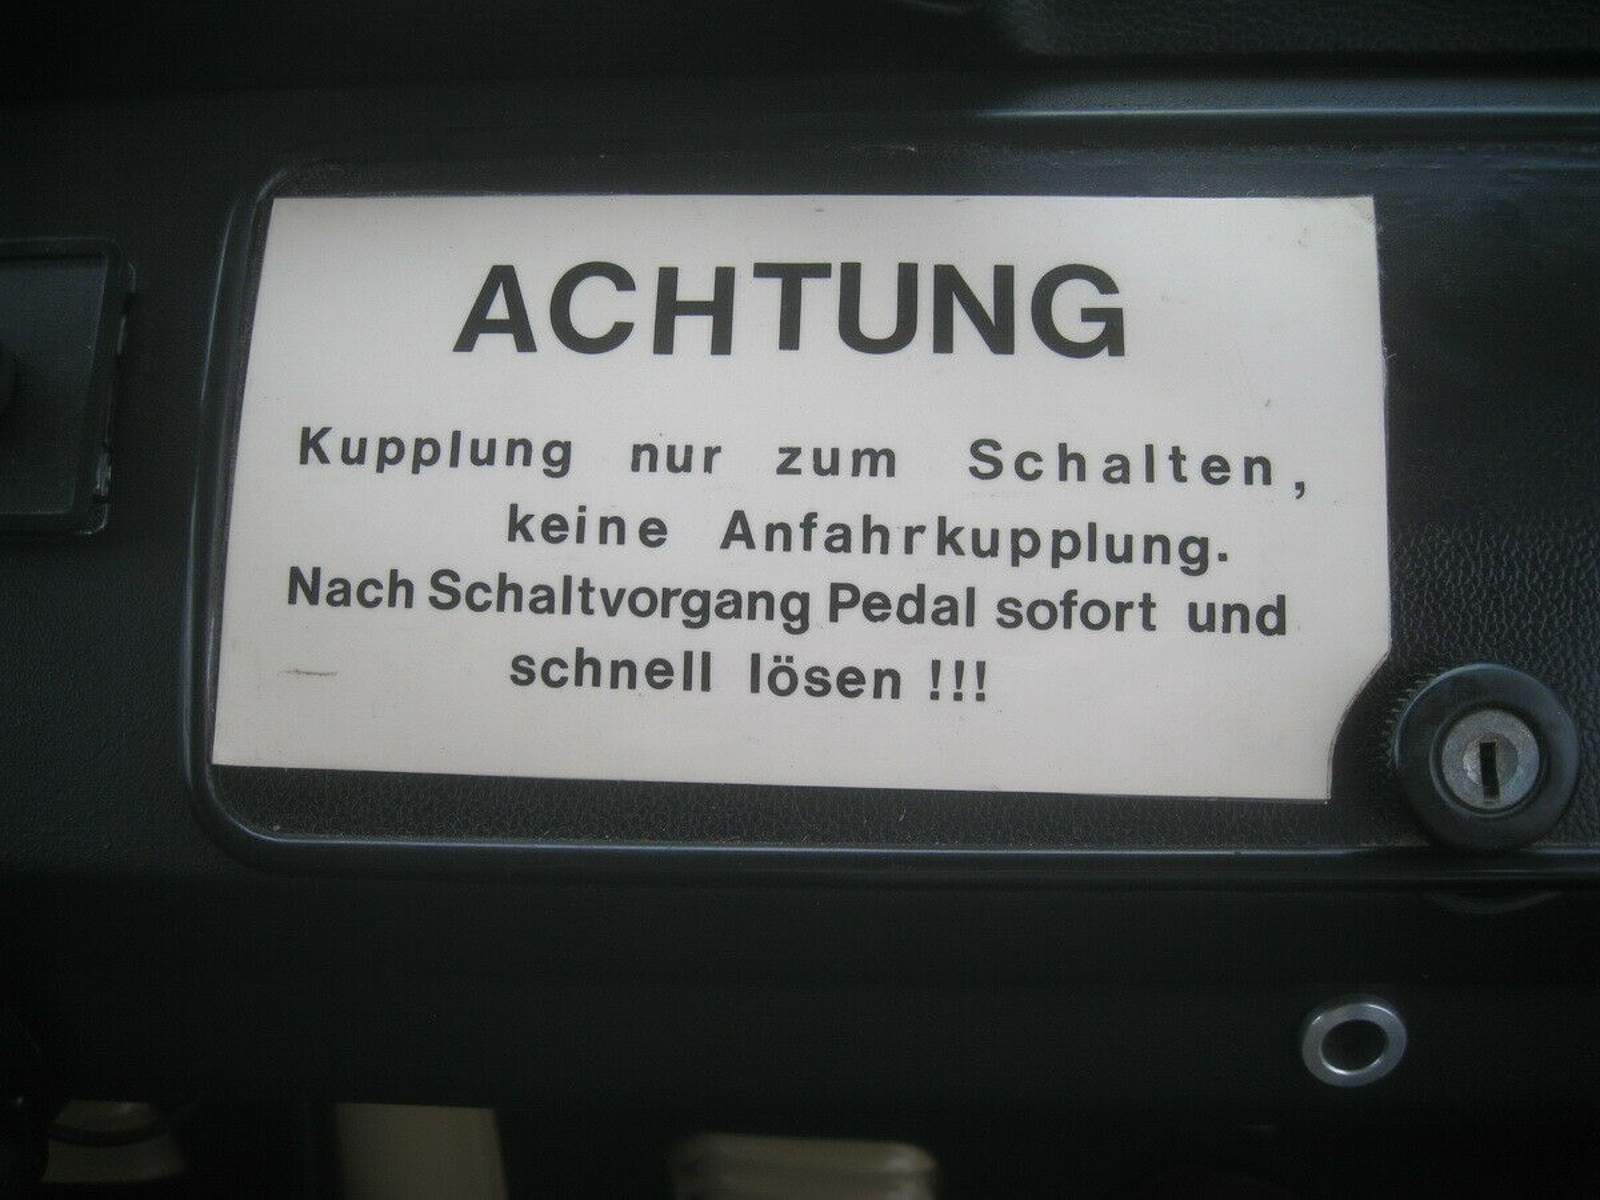 ACHTUNG
Kupplung nur zum Schalten,
keine Anfahrkupplung.
Nach Schaltvorgang Pedal sofort und
schnell lösen !!!